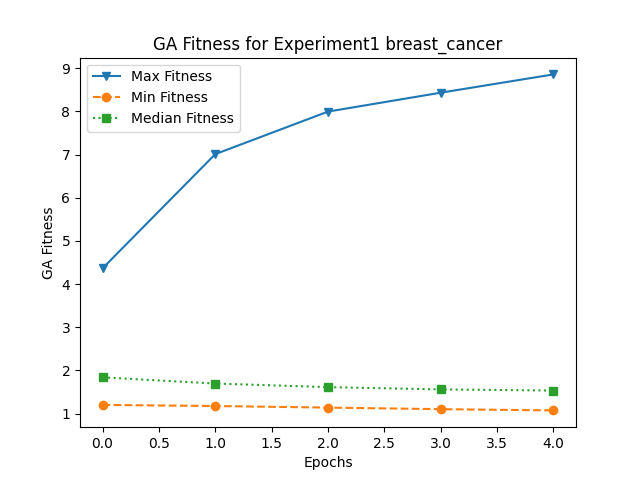 GA Fitness for Experiment1 breast_cancer
Max Fitness
Min Fitness
Median Fitness
GA Fitness
9
8
7
6
5
4
3
2
1
0.0 0.5 1.0 1.5 2.0 2.5 3.0 3.5 4.0
Epochs